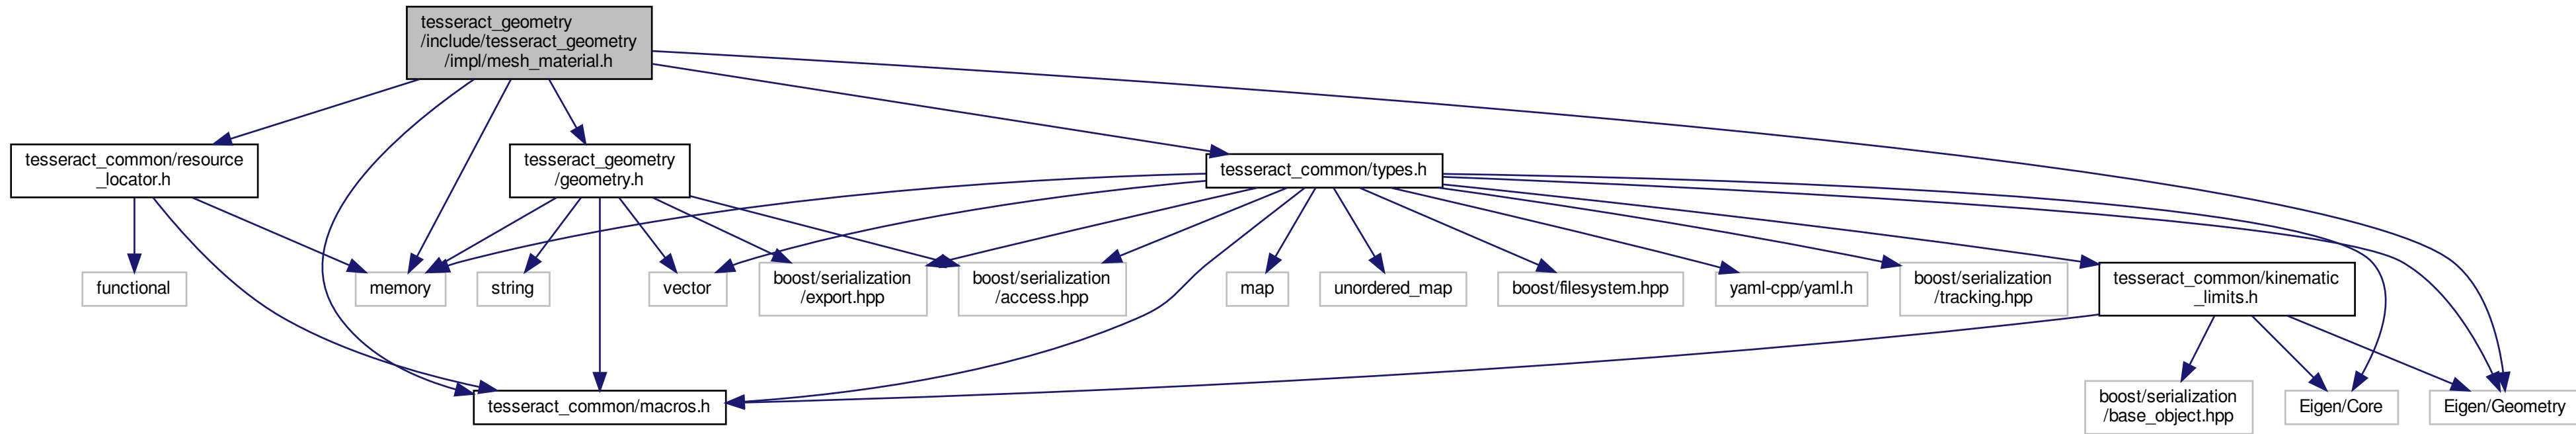 tesseract_geometry
/include/tesseract_geometry
/impl/mesh_material.h
tesseract_common/resource
_locator.h
tesseract_geometry
/geometry.h
tesseract_common/types.h
functional
memory
string
vector
boost/serialization
/export.hpp
boost/serialization
/access.hpp
map
unordered_map
boost/filesystem.hpp
yaml-cpp/yaml.h
boost/serialization
/tracking.hpp
tesseract_common/kinematic
_limits.h
tesseract_common/macros.h
boost/serialization
/base_object.hpp
Eigen/Core
Eigen/Geometry